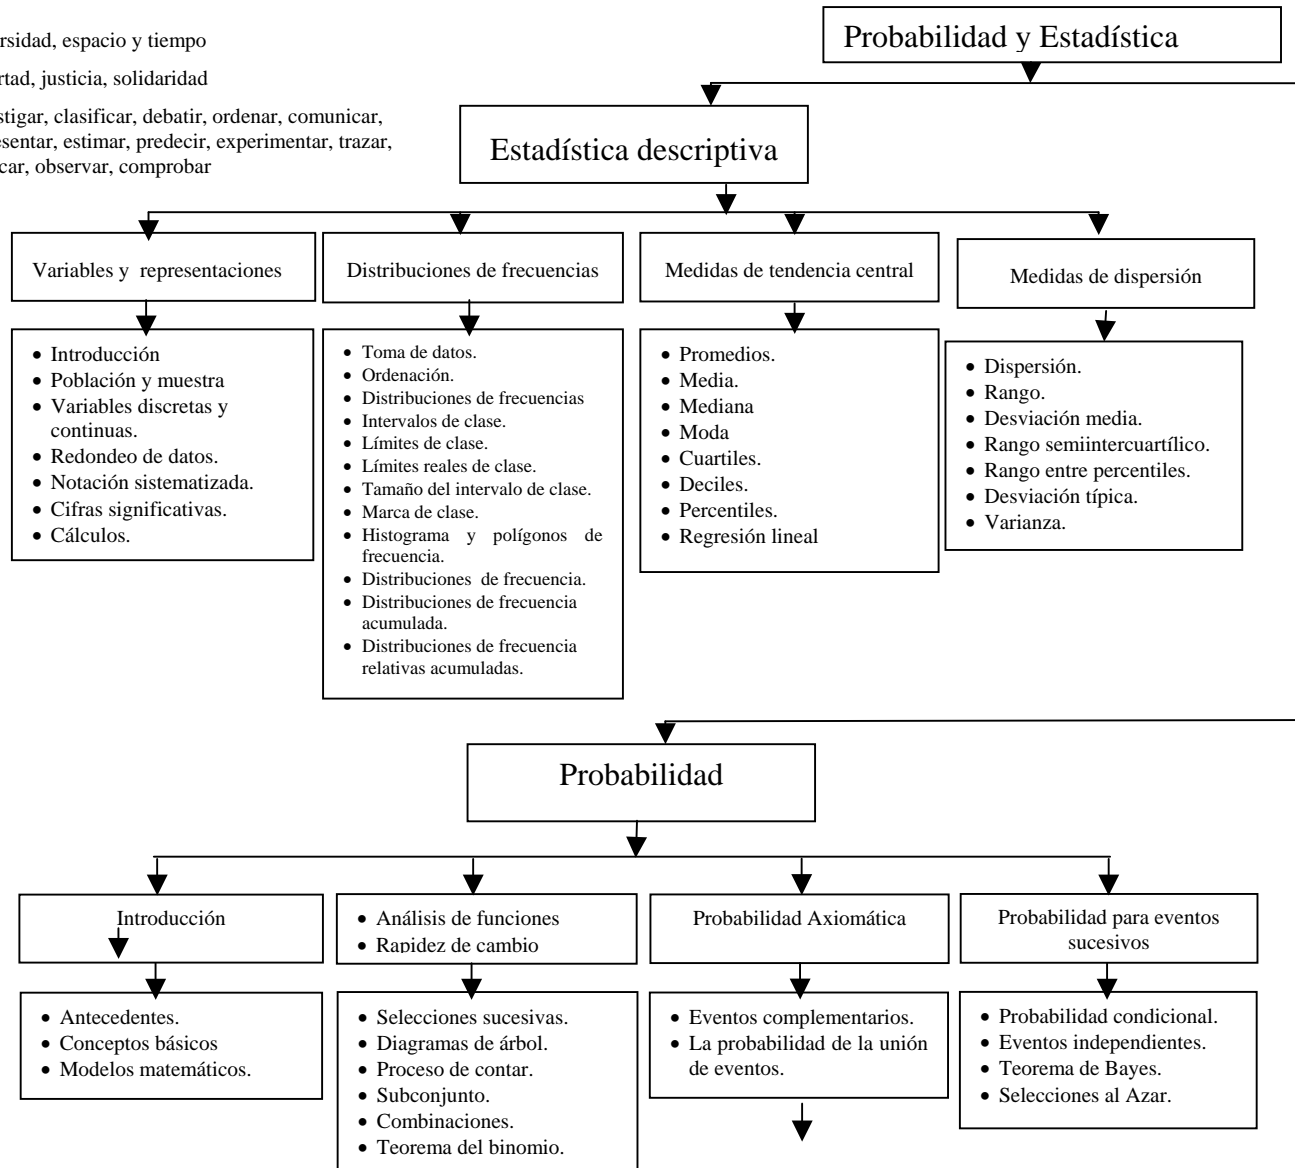 rsidad, espacio y tiempo
rtad, justicia, solidaridad
stigar, clasificar, debatir, ordenar, comunicar,
esentar, estimar, predecir, experimentar, trazar,
car, observar, comprobar
Probabilidad y Estadística
Estadística descriptiva
Variables y representaciones
• Introducción
• Población y muestra
• Variables discretas y
continuas.
• Redondeo de datos.
• Notación sistematizada.
• Cifras significativas.
• Cálculos.
Distribuciones de frecuencias
• Toma de datos.
• Ordenación.
• Distribuciones de frecuencias
• Intervalos de clase.
• Límites de clase.
• Límites reales de clase.
• Tamaño del intervalo de clase.
• Marca de clase.
• Histograma y polígonos de
frecuencia.
• Distribuciones de frecuencia.
• Distribuciones de frecuencia
acumulada.
• Distribuciones de frecuencia
relativas acumuladas.
Medidas de tendencia central
• Promedios.
• Media.
• Mediana
• Moda
• Cuartiles.
• Deciles.
• Percentiles.
• Regresión lineal
Medidas de dispersión
• Dispersión.
• Rango.
• Desviación media.
• Rango semiintercuartílico.
• Rango entre percentiles.
• Desviación típica.
• Varianza.
Probabilidad
Introducción
• Antecedentes.
• Conceptos básicos
• Modelos matemáticos.
• Análisis de funciones
• Rapidez de cambio
• Selecciones sucesivas.
• Diagramas de árbol.
• Proceso de contar.
• Subconjunto.
• Combinaciones.
• Teorema del binomio.
Probabilidad Axiomática
• Eventos complementarios.
• La probabilidad de la unión
de eventos.
Probabilidad para eventos
sucesivos
• Probabilidad condicional.
• Eventos independientes.
• Teorema de Bayes.
• Selecciones al Azar.